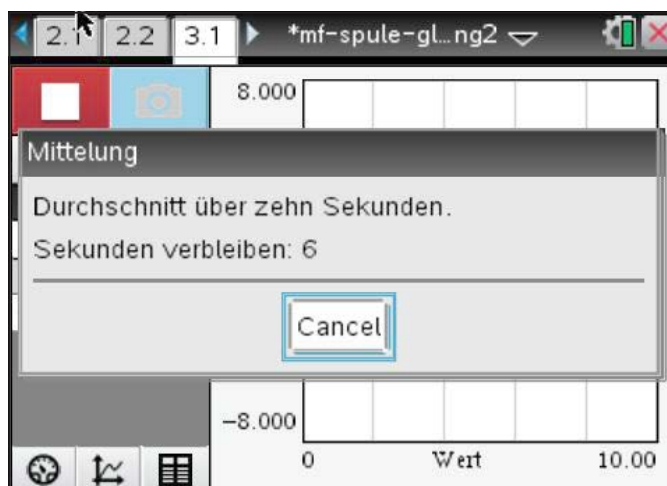 2.1 2.2 3.1 *mf-spule-gl...ng2
8.000
Mittelung
Durchschnitt über zehn Sekunden.
Sekunden verbleiben: 6
Cancel
-8.000
0 Wert 10.00